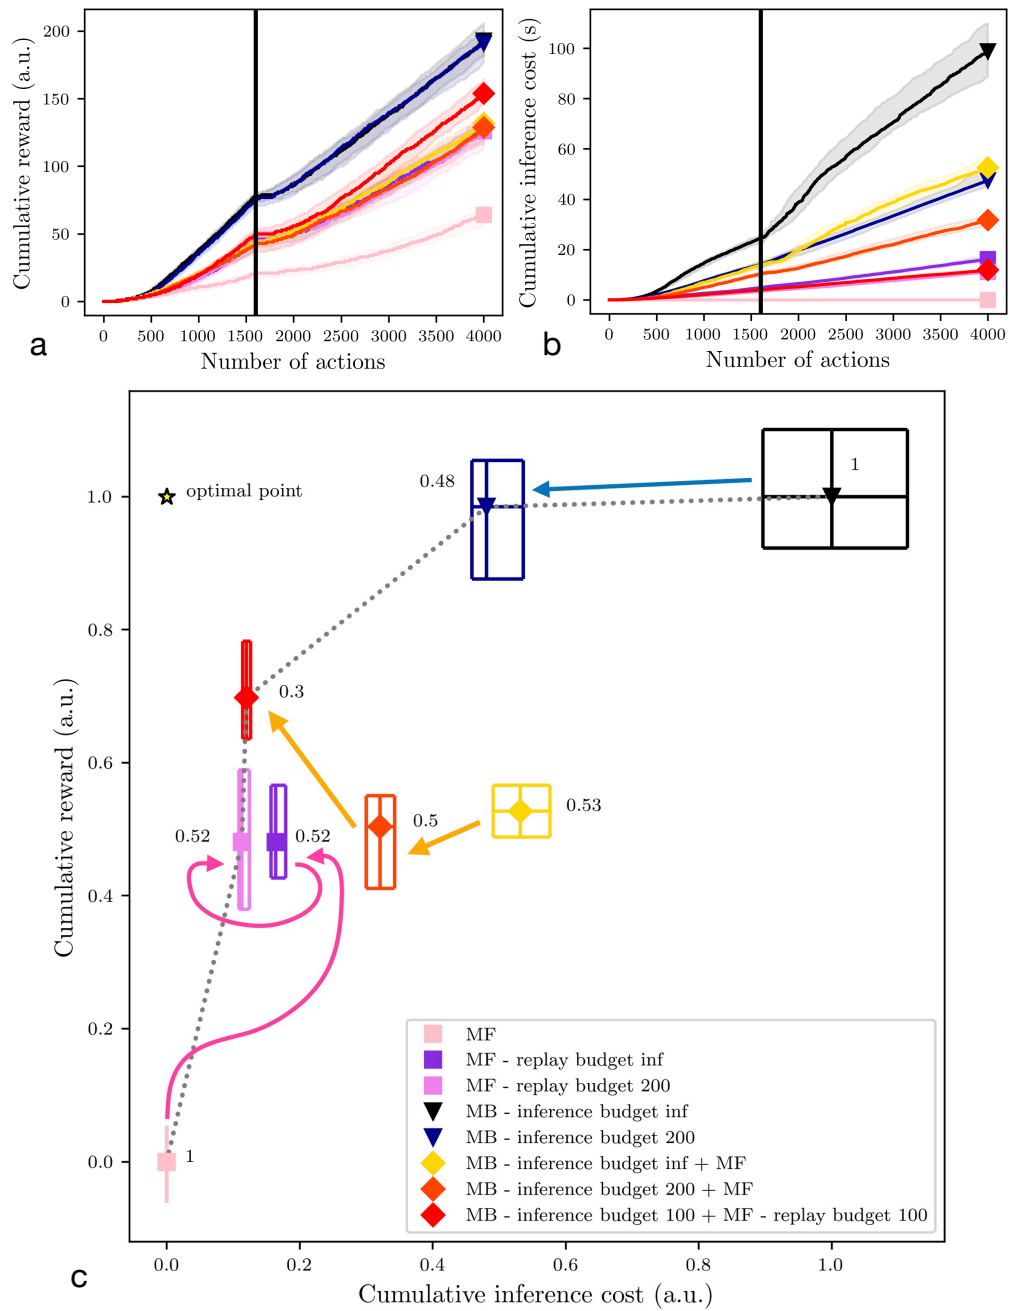 200
150
100
50
0
Cumulative reward (a.u.)
0 500 1000 1500 2000 2500 3000 3500 4000
Number of actions
a
100
80
60
40
20
0
Cumulative inference cost (s)
0 500 1000 1500 2000 2500 3000 3500 4000
Number of actions
b
1.0
0.8
0.6
0.4
0.2
0.0
Cumulative reward (a.u.)
optimal point
0.48
1
0.3
0.52
0.52
0.5
0.53
1
MF
MF - replay budget inf
MF - replay budget 200
MB - inference budget inf
MB - inference budget 200
MB - inference budget inf + MF
MB - inference budget 200 + MF
MB - inference budget 100 + MF - replay budget 100
0.0 0.2 0.4 0.6 0.8 1.0
Cumulative inference cost (a.u.)
c